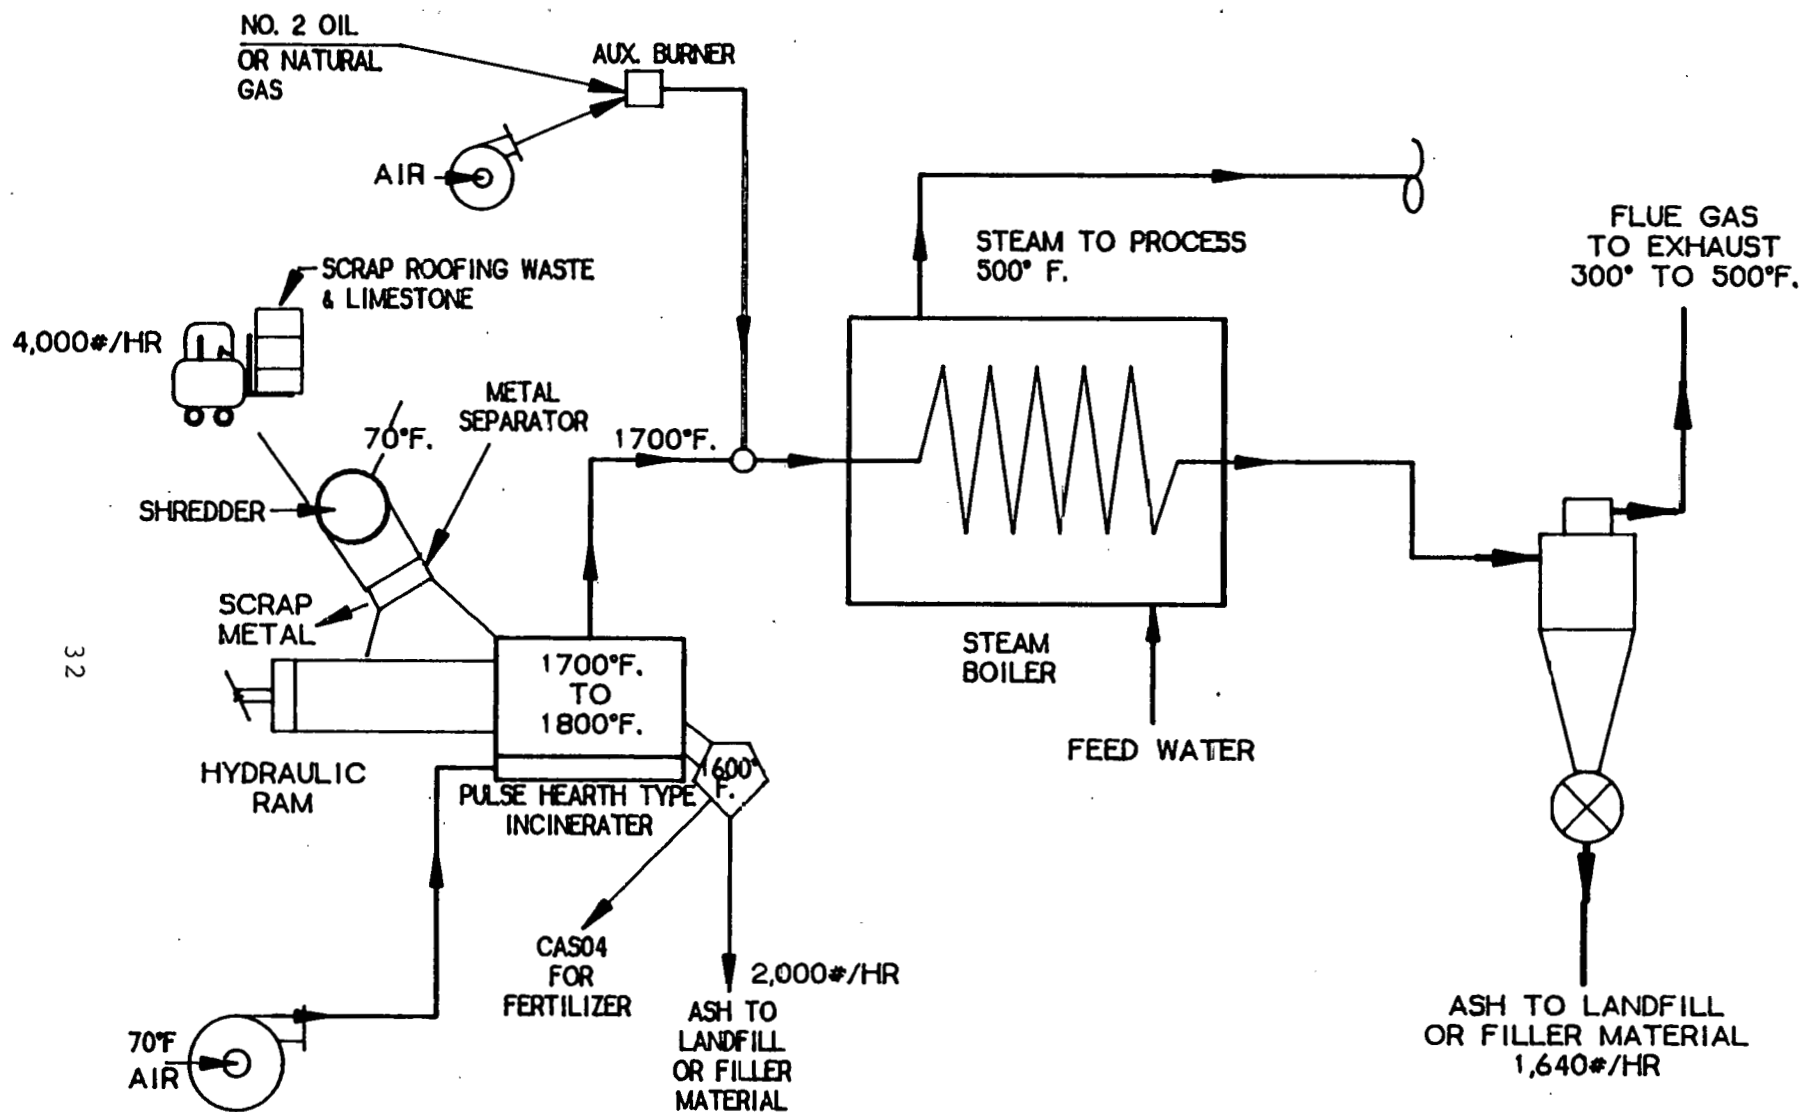 NO. 2 OIL
OR NATURAL
GAS
AUX. BURNER
AIR
SCRAP ROOFING WASTE
& LIMESTONE
4,000#/HR
METAL
SEPARATOR
70°F.
SHREDDER
SCRAP
METAL
HYDRAULIC
RAM
1700°F.
TO
1800°F.
PULSE HEARTH TYPE
INCINERATER
1600°
F.
1700°F.
STEAM TO PROCESS
500° F.
STEAM
BOILER
FEED WATER
FLUE GAS
TO EXHAUST
300° TO 500°F.
CASO4
FOR
FERTILIZER
2,000#/HR
ASH TO
LANDFILL
OR FILLER
MATERIAL
70°F
AIR
ASH TO LANDFILL
OR FILLER MATERIAL
1,640#/HR
32